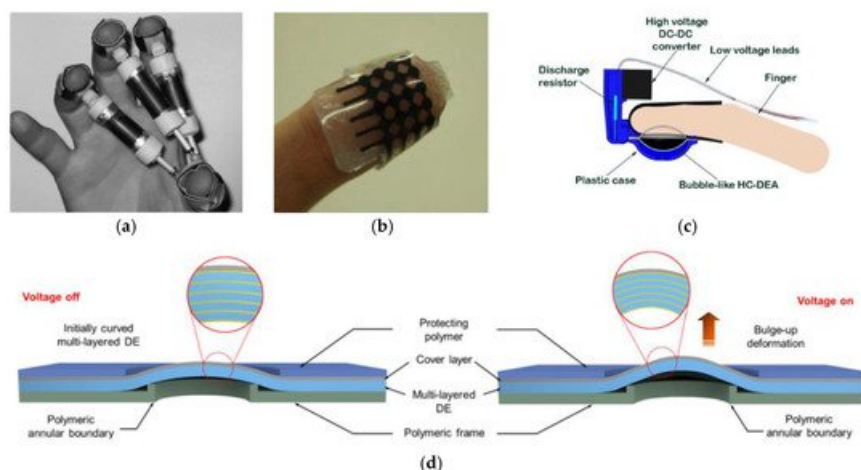 High voltage
DC-DC
converter
Low voltage leads
Discharge
resistor
Finger
Plastic case
Bubble-like HC-DEA
(a)
(b)
(c)
Voltage off
Initially curved
multi-layered DE
Protecting
polymer
Cover layer
Multi-layered
DE
Polymeric
annular boundary
Polymeric frame
Voltage on
Bulge-up
deformation
Polymeric
annular boundary
(d)